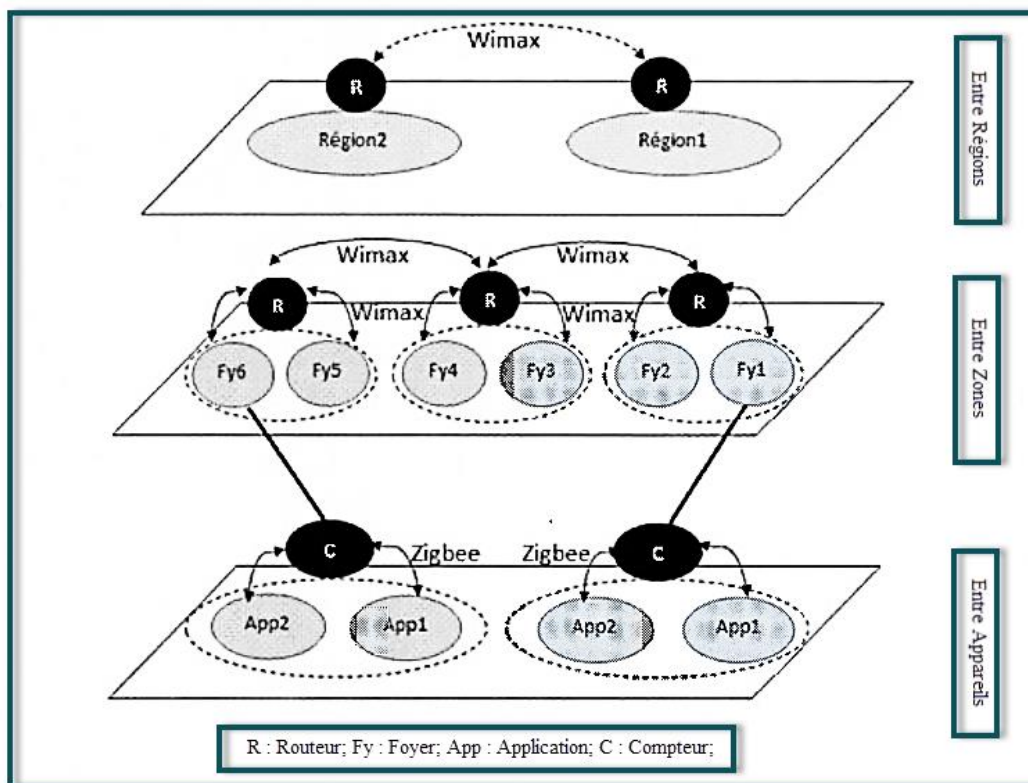 Wimax
R
R
Région2
Région1
Entre Régions
Wimax
Wimax
R
R
R
Wimax
Wimax
Fy6
Fy5
Fy4
Fy3
Fy2
Fy1
Entre Zones
C
C
Zigbee
Zigbee
App2
App1
App2
App1
Entre Appareils
R : Routeur; Fy : Foyer; App : Application; C : Compteur;